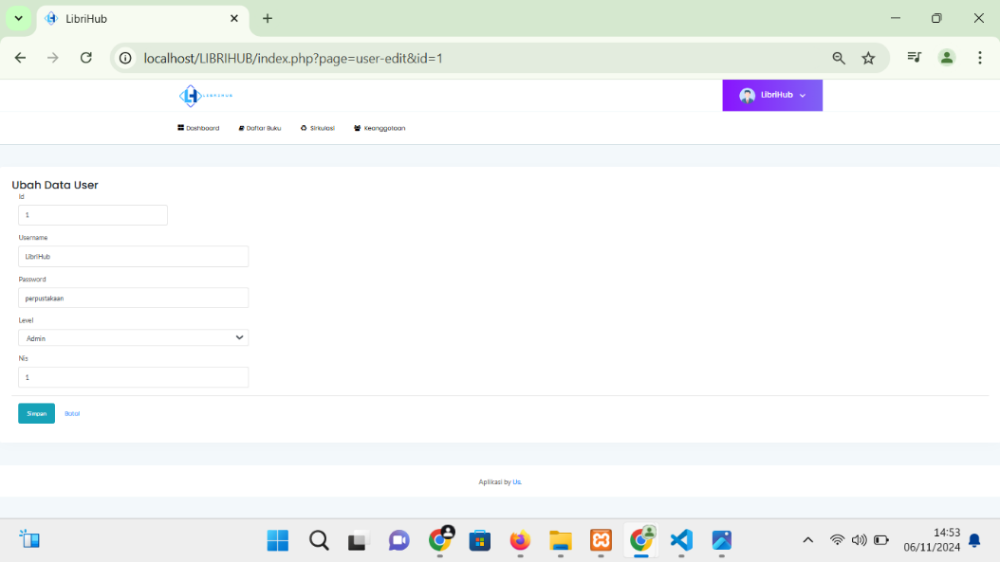 LibriHub
localhost/LIBRIHUB/index.php?page=user-edit&id=1
LIBRIHUB
LibriHub
Dashboard Daftar Buku Sirkulasi Keanggotaan
Ubah Data User
Id
1
Username
LibriHub
Password
perpustakaan
Level
Admin
Nis
1
Simpan Batal
Aplikasi by Us.
14:53
06/11/2024